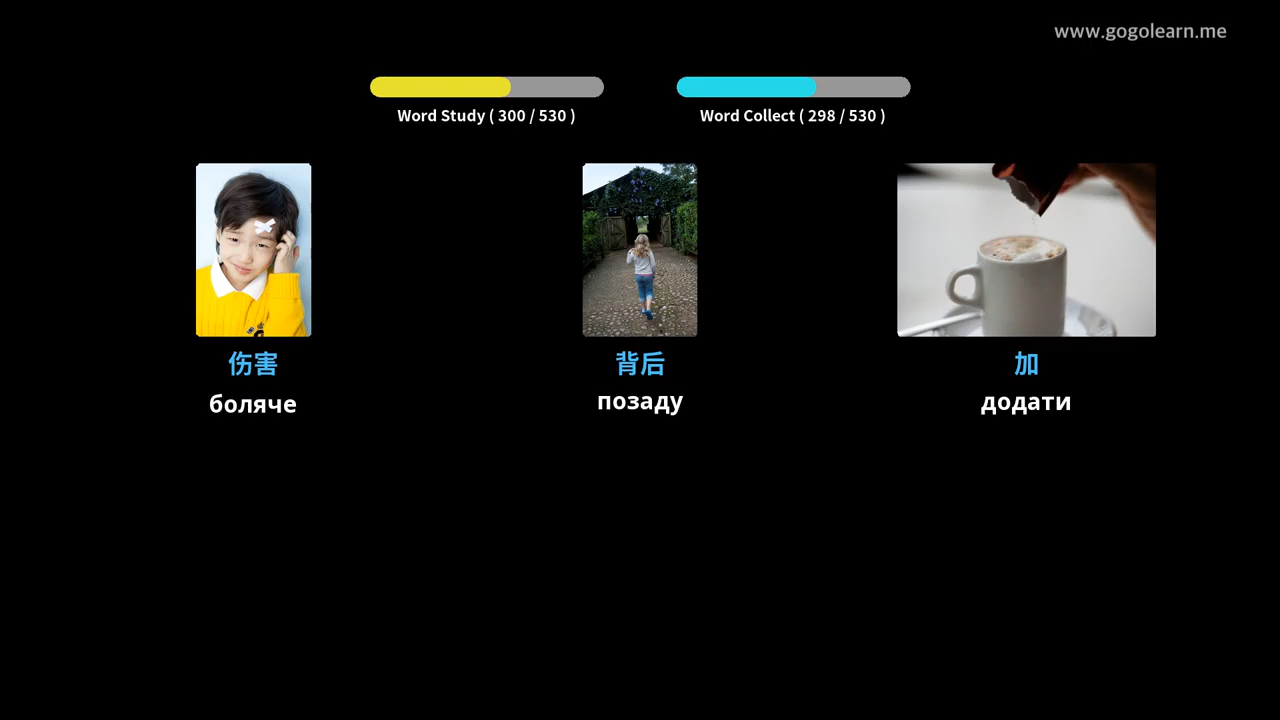 www.gogolearn.me
Word Study ( 300 / 530 )
Word Collect ( 298 / 530 )
伤害
背后
加
боляче
позаду
додати